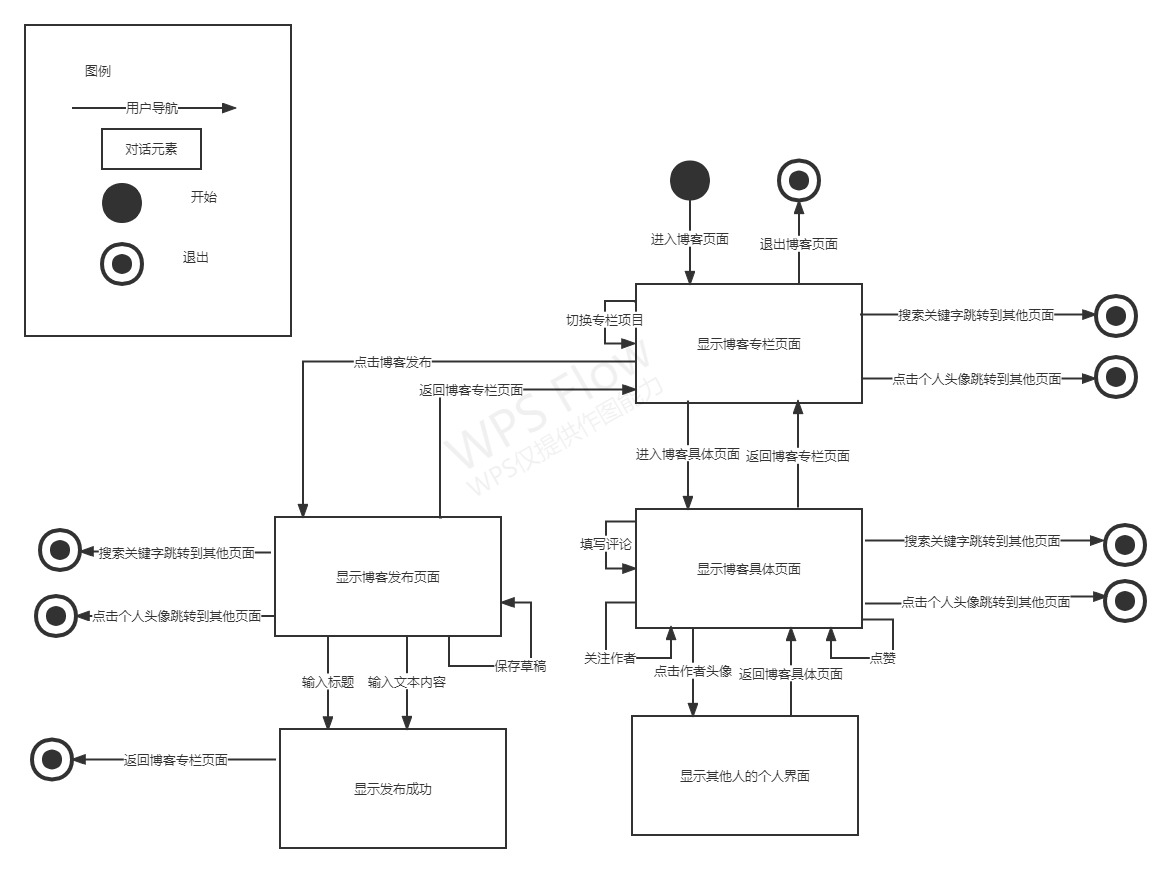 图例
用户导航
对话元素
开始
退出
进入博客页面
退出博客页面
切换专栏项目
显示博客专栏页面
搜索关键字跳转到其他页面
点击个人头像跳转到其他页面
点击博客发布
返回博客专栏页面
WPS Flow
WPS仅提供作图能力
进入博客具体页面
返回博客专栏页面
搜索关键字跳转到其他页面
点击个人头像跳转到其他页面
显示博客发布页面
保存草稿
填写评论
显示博客具体页面
搜索关键字跳转到其他页面
点击个人头像跳转到其他页面
关注作者
点击作者头像
返回博客具体页面
点赞
输入标题
输入文本内容
返回博客专栏页面
显示发布成功
显示其他人的个人界面